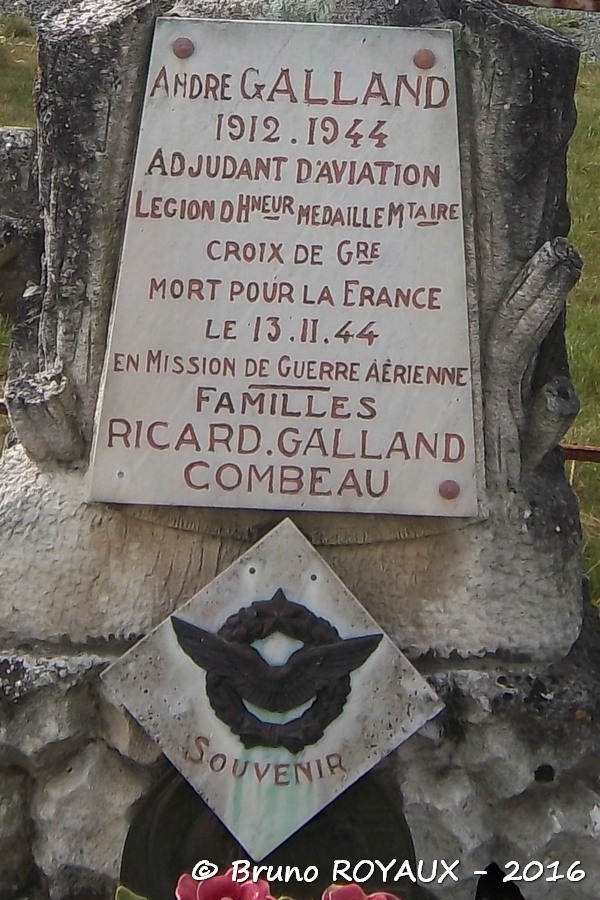 ANDRE GALLAND
1912.1944
ADJUDANT D'AVIATION
LEGION D HNEUR MEDAILLE MTAIRE
CROIX DE GRE
MORT POUR LA FRANCE
LE 13.11.44
EN MISSION DE GUERRE AÈRIENNE
FAMILLES
RICARD.GALLAND
COMBEAU
SOUVENIR
© Bruno ROYAUX - 2016